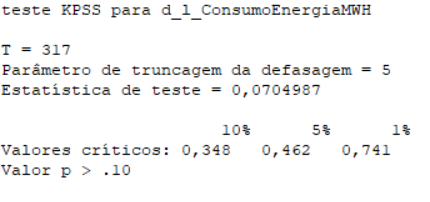 teste KPSS para d_l_ConsumoEnergiaMWH
T = 317
Parâmetro de truncagem da defasagem = 5
Estatística de teste = 0,0704987
10% 5% 1%
Valores críticos: 0,348 0,462 0,741
Valor p > .10